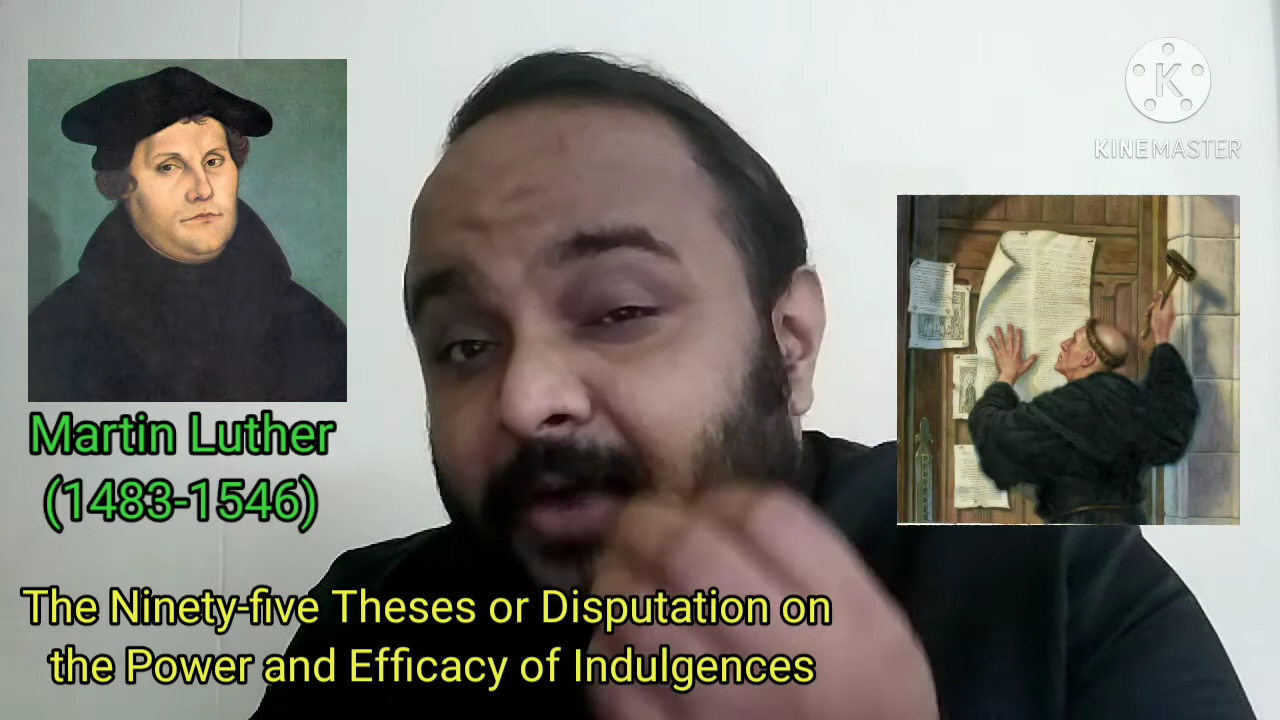 K
KINEMASTER
Martin Luther
(1483-1546)
The Ninety-five Theses or Disputation on
the Power and Efficacy of Indulgences